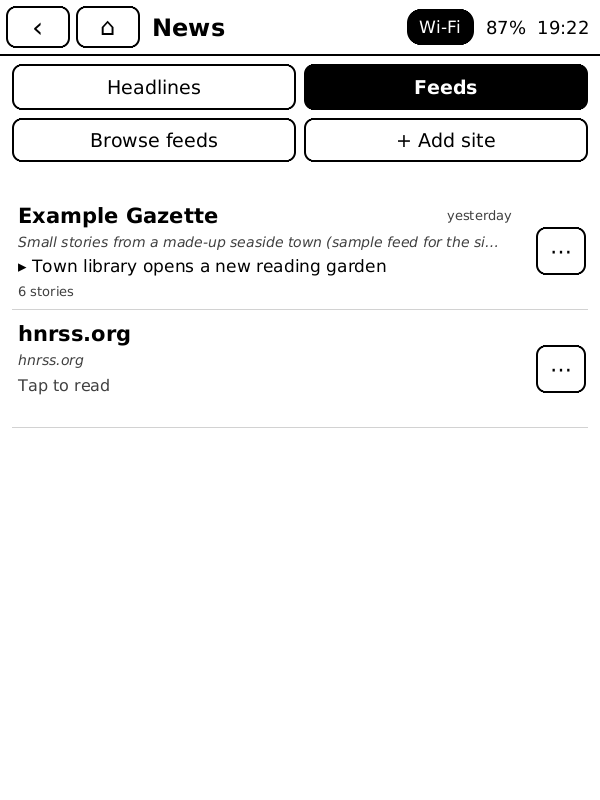 ‹ ⌂ News Wi-Fi 87% 19:22
Headlines Feeds
Browse feeds + Add site
Example Gazette yesterday
Small stories from a made-up seaside town (sample feed for the si...
▸ Town library opens a new reading garden
6 stories
...
hnrss.org
hnrss.org
Tap to read
...